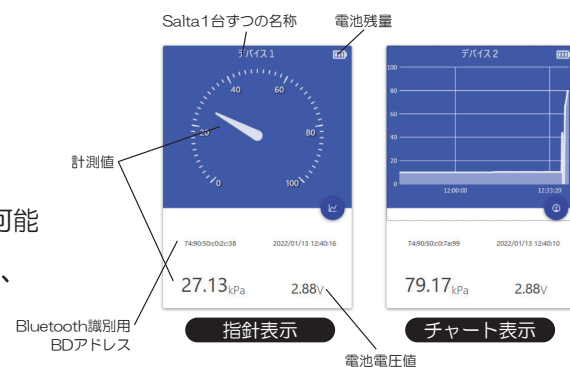 Salta1台ずつの名称
電池残量
デバイス1
40
60
20
80
0
100
計測値
74:90:50:c0:2c:38
2022/01/13 12:40:16
27.13kPa
2.88V
指針表示
デバイス2
100
80
60
40
20
0
12:00:00
12:33:20
74:90:50:c0:7a:99
2022/01/13 12:40:10
79.17kPa
2.88V
チャート表示
可能
、
Bluetooth識別用
BDアドレス
電池電圧値